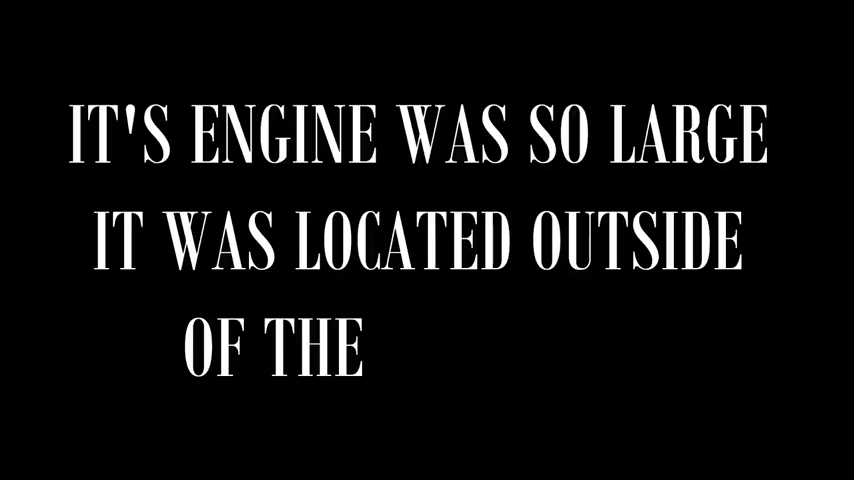 IT'S ENGINE WAS SO LARGE
IT WAS LOCATED OUTSIDE
OF THE